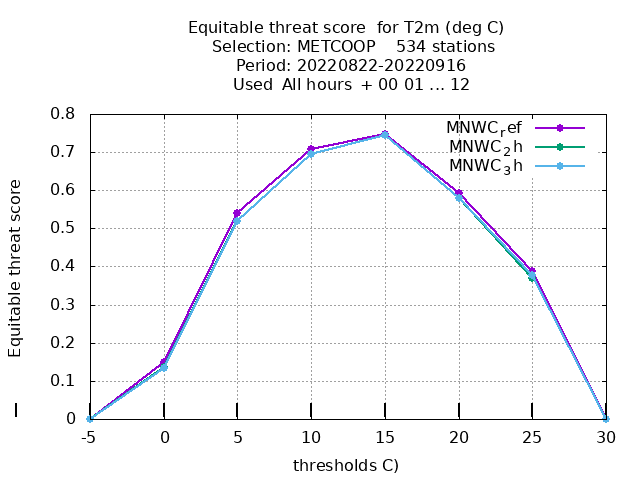 Equitable threat score  for T2m (deg C)
Selection: METCOOP    534 stations
Period: 20220822-20220916
Used  All hours  + 00 01 ... 12
Equitable threat score
0.8
0.7
0.6
0.5
0.4
0.3
0.2
0.1
0
MNWC_ref
MNWC_2h
MNWC_3h
-5 0 5 10 15 20 25 30
thresholds C)